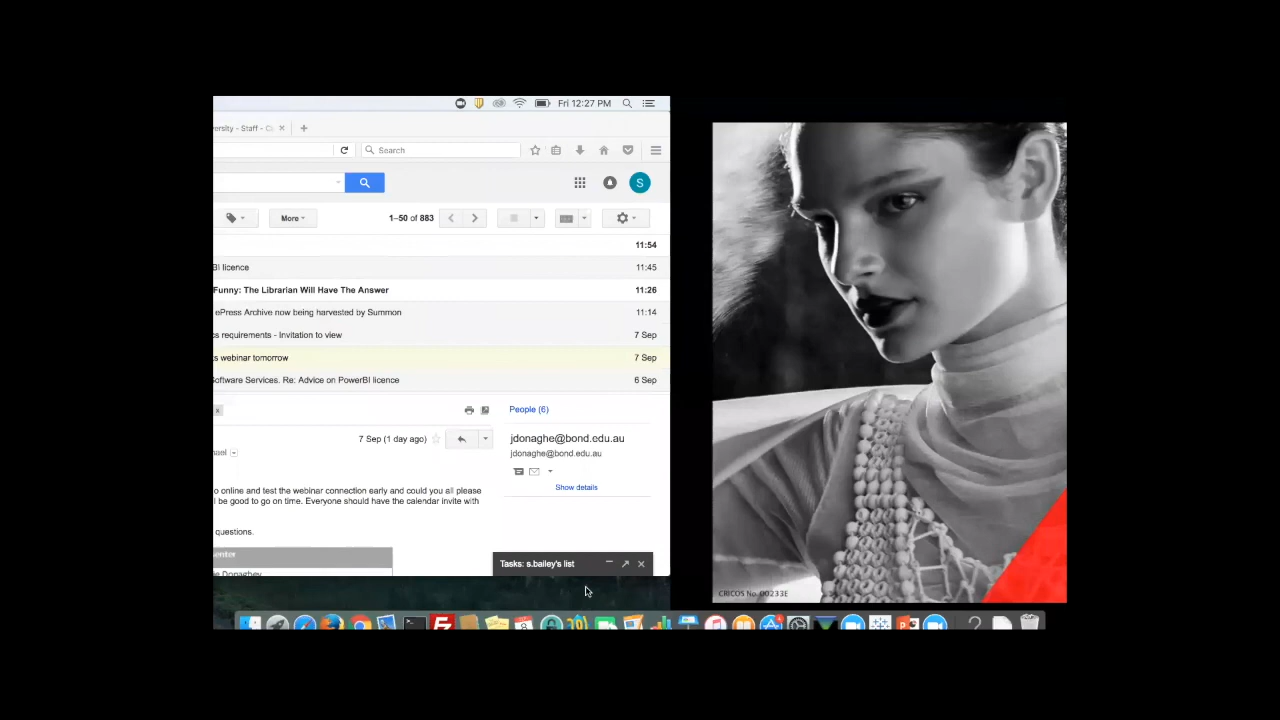 Fri 12:27 PM
ersity - Staff - C
Search
S
More
1–50 of 883
11:54
BI licence 11:45
Funny: The Librarian Will Have The Answer 11:26
ePress Archive now being harvested by Summon 11:14
cs requirements - Invitation to view 7 Sep
s webinar tomorrow 7 Sep
Software Services. Re: Advice on PowerBI licence 6 Sep
x
People (6)
7 Sep (1 day ago)
jdonaghe@bond.edu.au
jdonaghe@bond.edu.au
ael
Show details
o online and test the webinar connection early and could you all please
l be good to go on time. Everyone should have the calendar invite with
questions.
enter
Tasks: s.bailey's list
e Donaghey
CRICOS No. 00233E
8